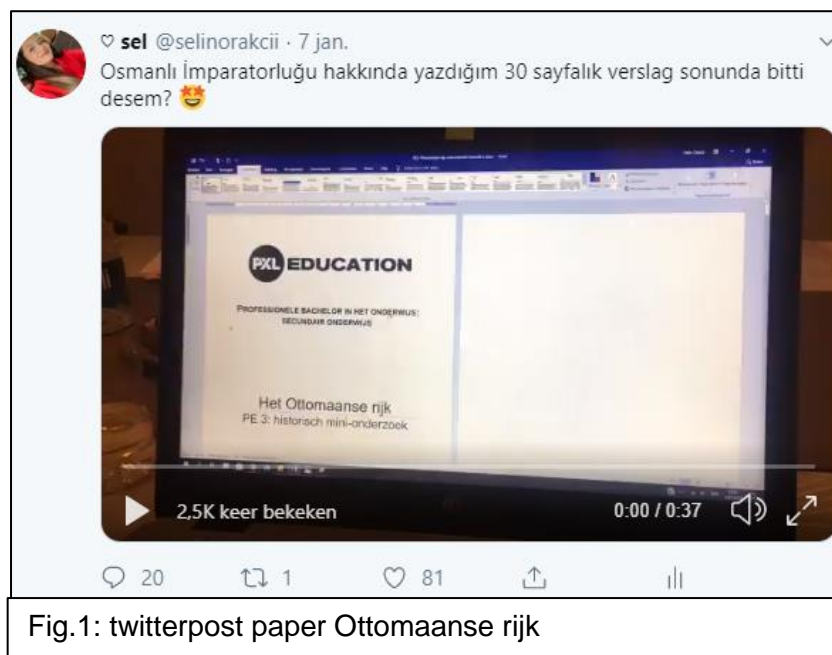 ♡ sel @selinorakcii · 7 jan.
Osmanlı İmparatorluğu hakkında yazdığım 30 sayfalık verslag sonunda bitti
desem? 🤩
PXL EDUCATION
PROFESSIONELE BACHELOR IN HET ONDERWIJS:
SECUNDAIR ONDERWIJS
Het Ottomaanse rijk
PE 3: historisch mini-onderzoek
2,5K keer bekeken
0:00 / 0:37
20
1
81
Fig.1: twitterpost paper Ottomaanse rijk